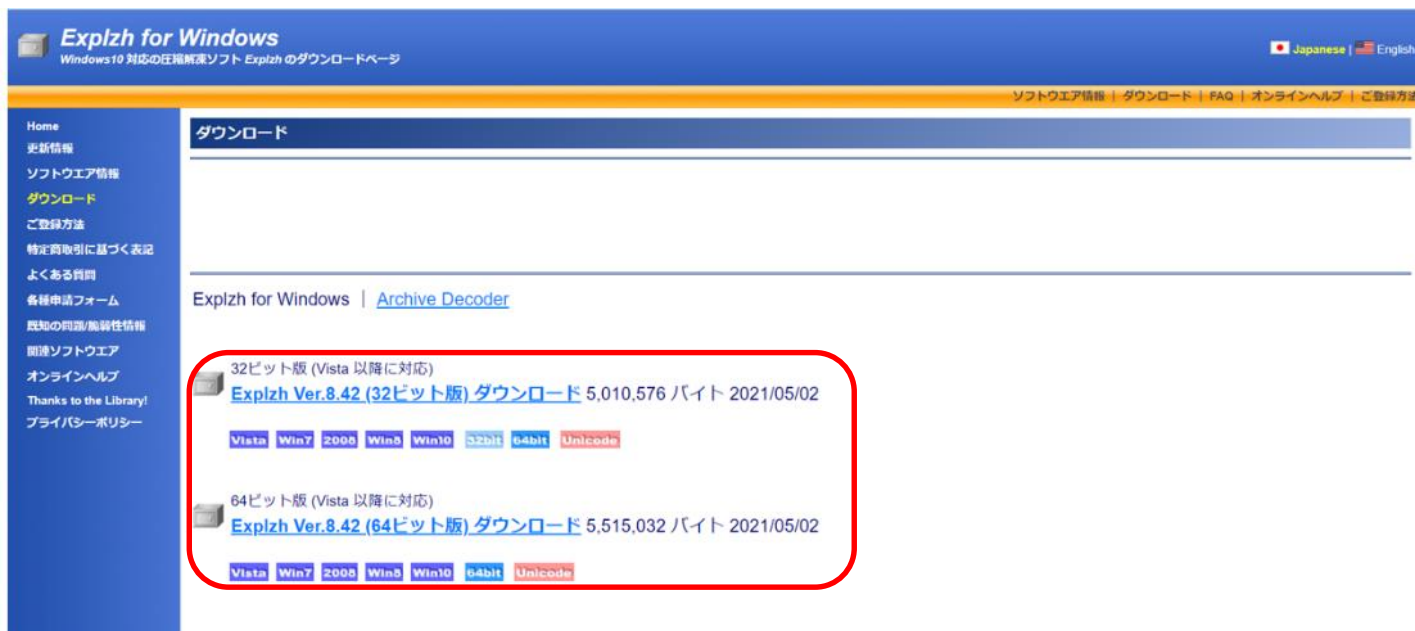 Explzh for Windows
Windows10 対応の圧縮解凍ソフト Explzh のダウンロードページ
Japanese | English
ソフトウエア情報 | ダウンロード | FAQ | オンラインヘルプ | ご登録方法
Home
更新情報
ソフトウエア情報
ダウンロード
ご登録方法
特定商取引に基づく表記
よくある質問
各種申請フォーム
既知の問題/脆弱性情報
関連ソフトウエア
オンラインヘルプ
Thanks to the Library!
プライバシーポリシー
ダウンロード
Explzh for Windows | Archive Decoder
32ビット版 (Vista 以降に対応)
Explzh Ver.8.42 (32ビット版) ダウンロード 5,010,576 バイト 2021/05/02
Vista Win7 2008 Win8 Win10 32bit 64bit Unicode
64ビット版 (Vista 以降に対応)
Explzh Ver.8.42 (64ビット版) ダウンロード 5,515,032 バイト 2021/05/02
Vista Win7 2008 Win8 Win10 64bit Unicode